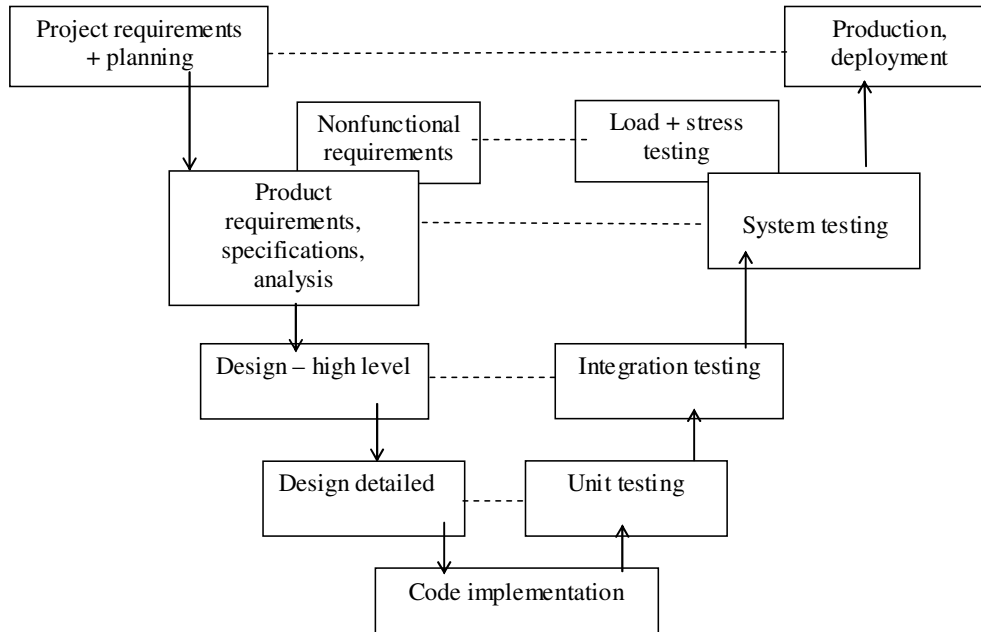 Project requirements
+ planning
Production,
deployment
Nonfunctional
requirements
Load + stress
testing
Product
requirements,
specifications,
analysis
System testing
Design – high level
Integration testing
Design detailed
Unit testing
Code implementation